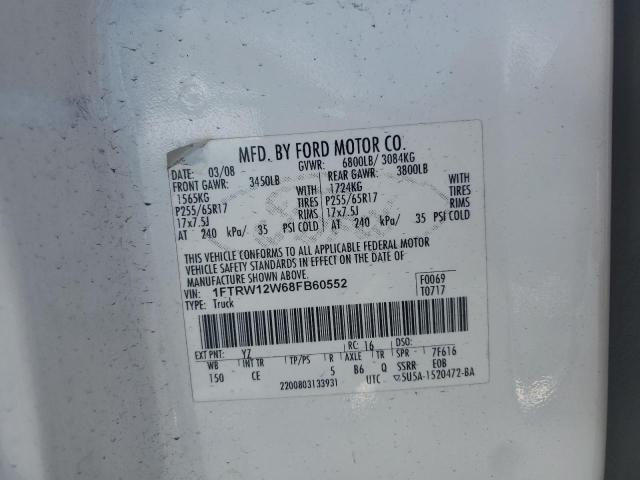 MFD. BY FORD MOTOR CO.
DATE: 03/08 GVWR: 6800LB/ 3084KG
FRONT GAWR: 3450LB REAR GAWR: 3800LB
1565KG WITH 1724KG WITH
P255/65R17 TIRES P255/65R17 TIRES
17x7.5J RIMS 17x7.5J RIMS
AT 240 kPa/ 35 PSI COLD AT 240 kPa/ 35 PSI COLD
THIS VEHICLE CONFORMS TO ALL APPLICABLE FEDERAL MOTOR
VEHICLE SAFETY STANDARDS IN EFFECT ON THE DATE OF
MANUFACTURE SHOWN ABOVE.
VIN: 1FTRW12W68FB60552 F0069
TYPE: Truck T0717
EXT PNT: YZ RC: 16 DSO:
WB INT TR TP/PS R AXLE TR SPR 7F616
150 CE 5 B6 Q SSRR EOB
2200803133931 UTC 5U5A-1520472-BA